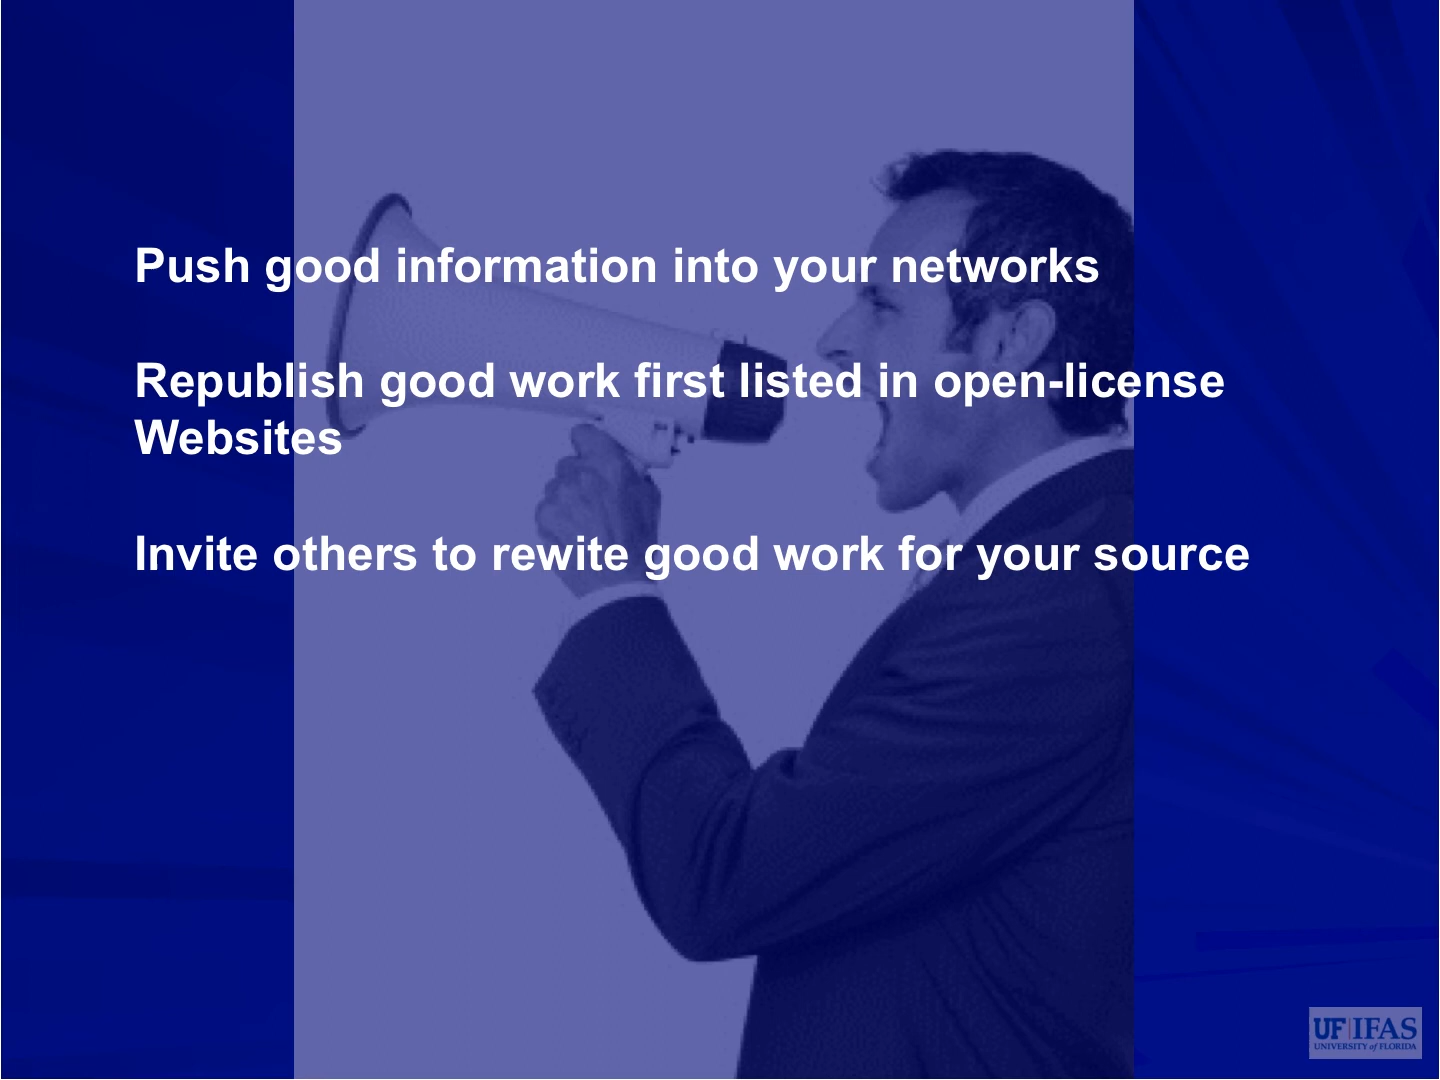 Push good information into your networks
Republish good work first listed in open-license
Websites
Invite others to rewite good work for your source
UF IFAS
UNIVERSITY of FLORIDA